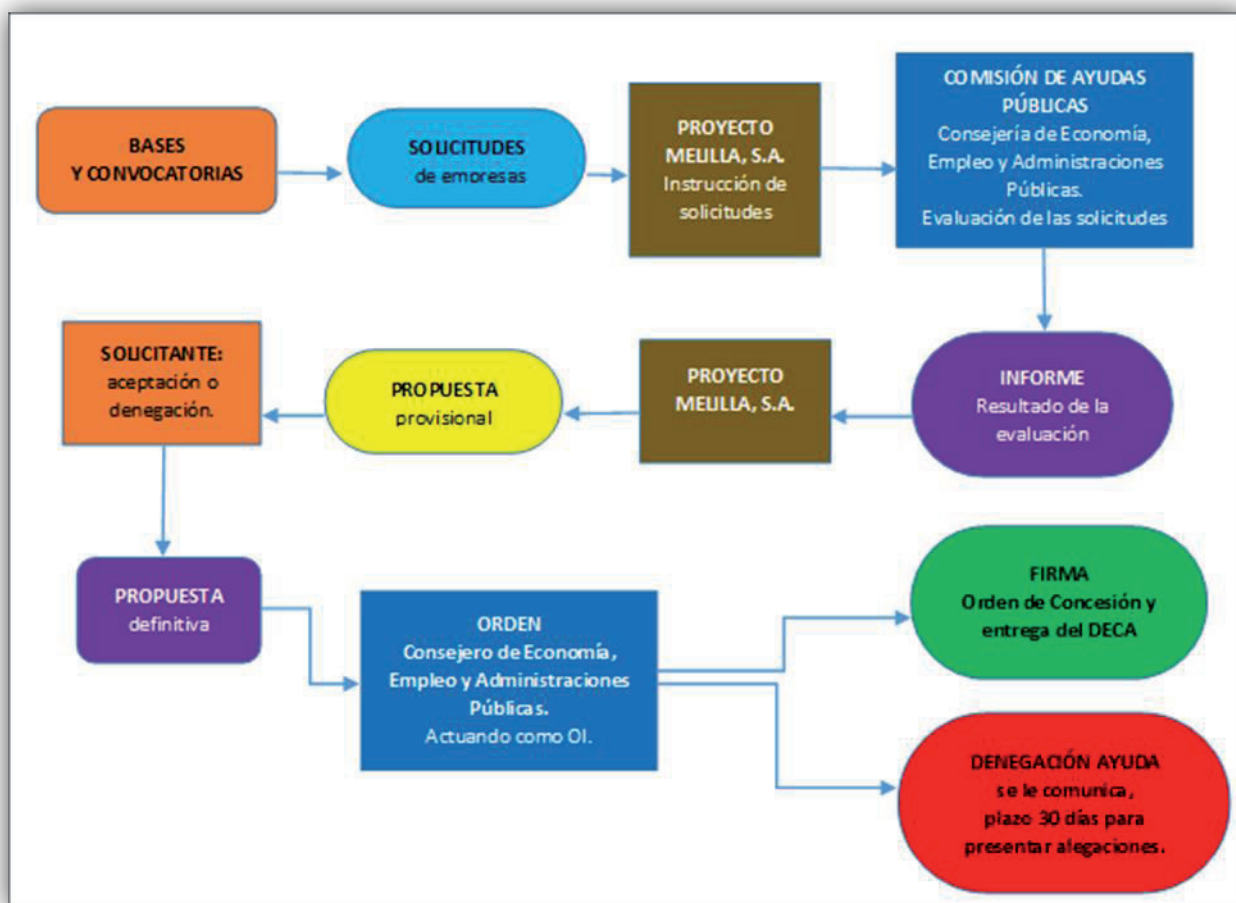 BASES
Y CONVOCATORIAS
SOLICITUDES
de empresas
PROYECTO
MELILLA, S.A.
Instrucción de
solicitudes
COMISIÓN DE AYUDAS
PÚBLICAS
Consejería de Economía,
Empleo y Administraciones
Públicas.
Evaluación de las solicitudes
INFORME
Resultado de la
evaluación
PROYECTO
MELILLA, S.A.
PROPUESTA
provisional
SOLICITANTE:
aceptación o
denegación.
PROPUESTA
definitiva
ORDEN
Consejero de Economía,
Empleo y Administraciones
Públicas.
Actuando como OI.
FIRMA
Orden de Concesión y
entrega del DECA
DENEGACIÓN AYUDA
se le comunica,
plazo 30 días para
presentar alegaciones.